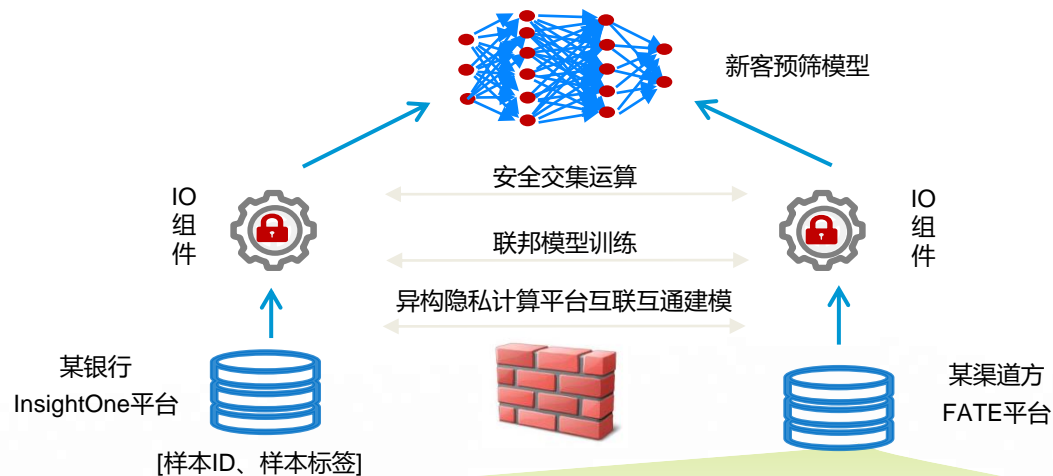 新客预筛模型
安全交集运算
IO
组
件
IO
组
件
联邦模型训练
异构隐私计算平台互联互通建模
某银行
InsightOne平台
某渠道方
FATE平台
[样本ID、样本标签]